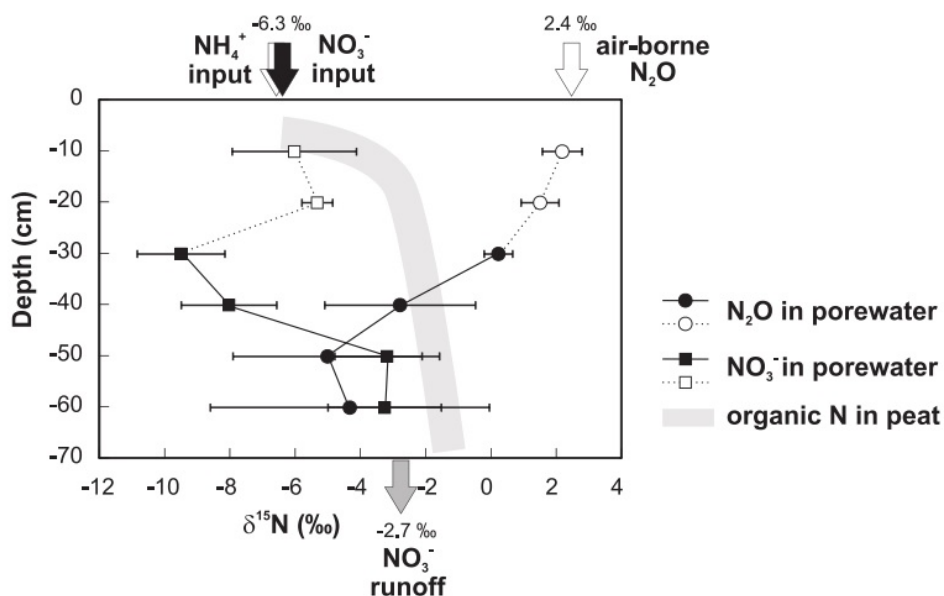 -6.3 ‰
2.4 ‰
NH₄⁺ input
NO₃⁻ input
air-borne N₂O
0
-10
-20
-30
-40
-50
-60
-70
Depth (cm)
-12 -10 -8 -6 -4 -2 0 2 4
δ¹⁵N (‰)
-2.7 ‰
NO₃⁻
runoff
N₂O in porewater
NO₃⁻ in porewater
organic N in peat